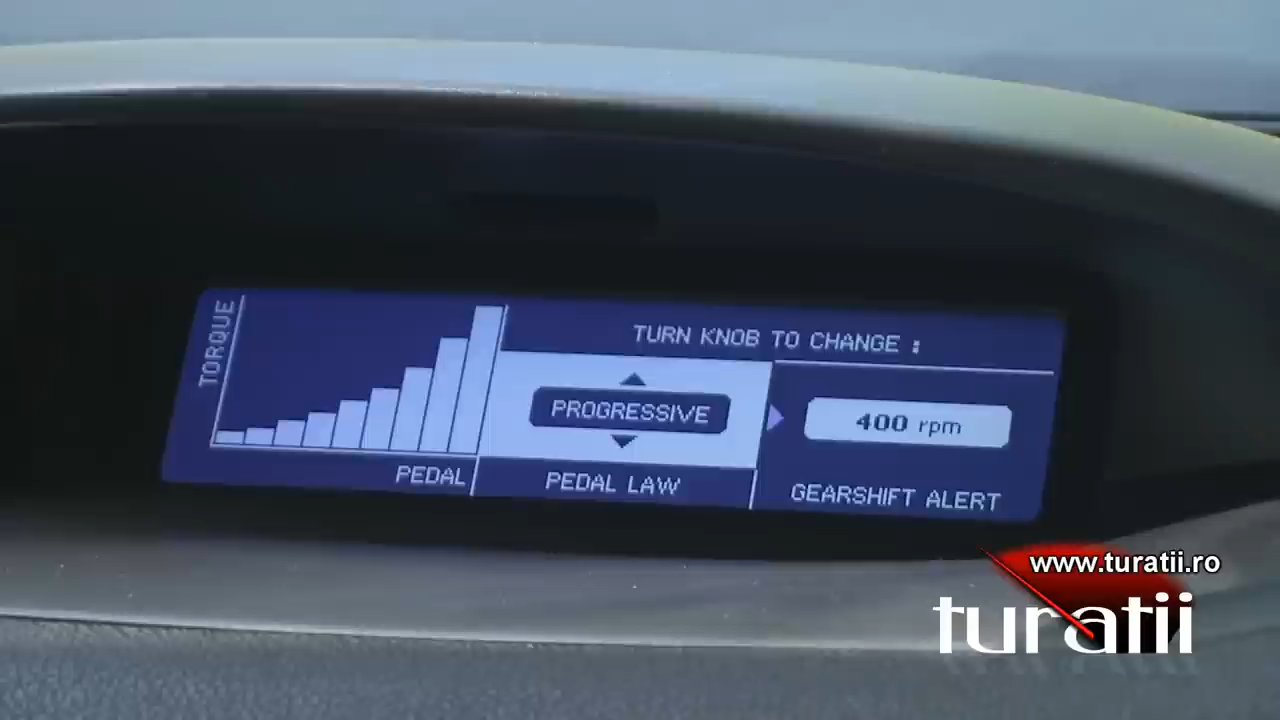 TORQUE
TURN KNOB TO CHANGE :
PROGRESSIVE
400 rpm
PEDAL
PEDAL LAW
GEARSHIFT ALERT
www.turatii.ro
turatii